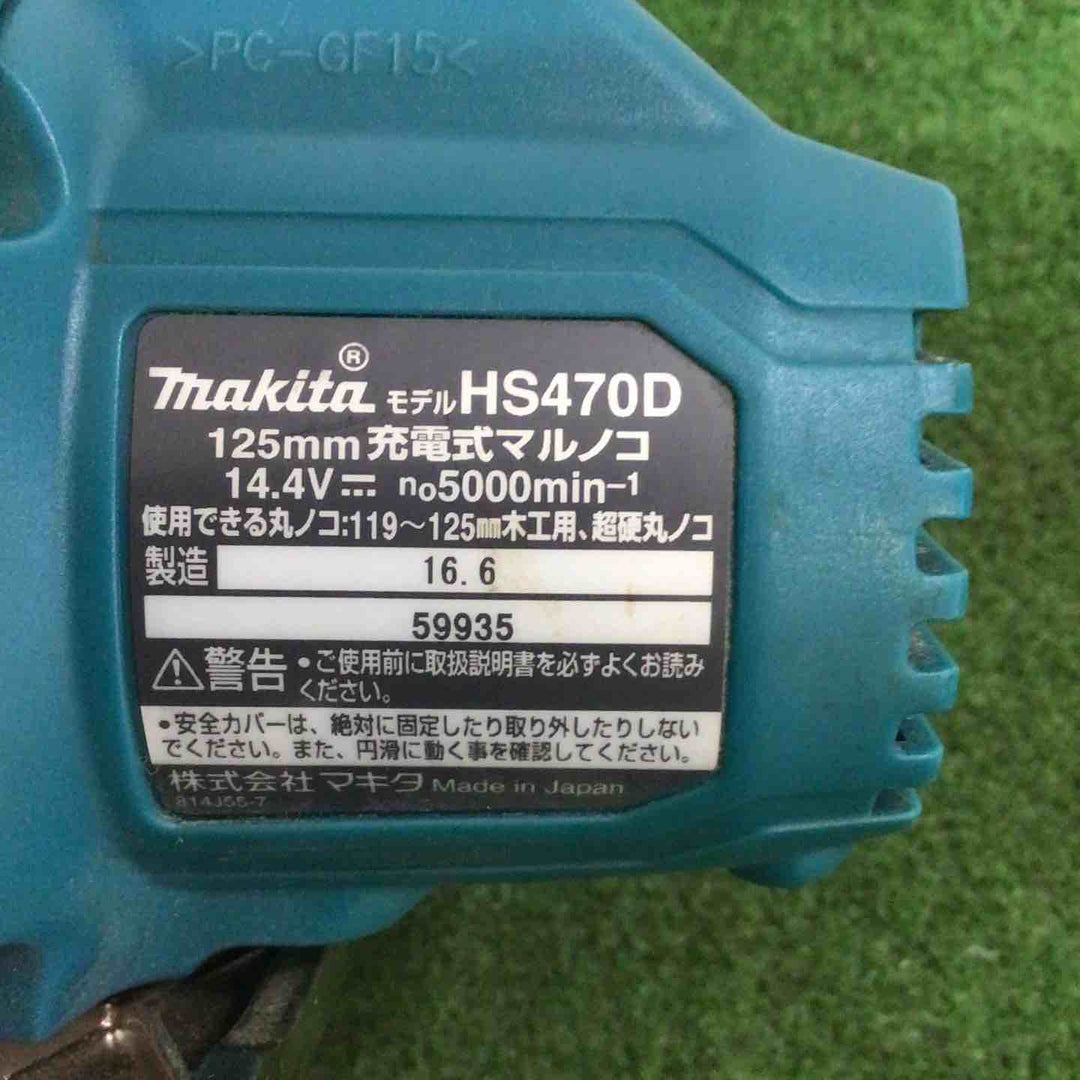 >PC-GF15<
makita® モデル HS470D
125mm 充電式マルノコ
14.4V⎓ n₀5000min⁻¹
使用できる丸ノコ:119～125㎜木工用、超硬丸ノコ
製造 16.6
59935
⚠警告 •ご使用前に取扱説明書を必ずよくお読み
ください。
•安全カバーは、絶対に固定したり取り外したりしない
でください。また、円滑に動く事を確認してください。
株式会社 マキタ Made in Japan
814J55-7